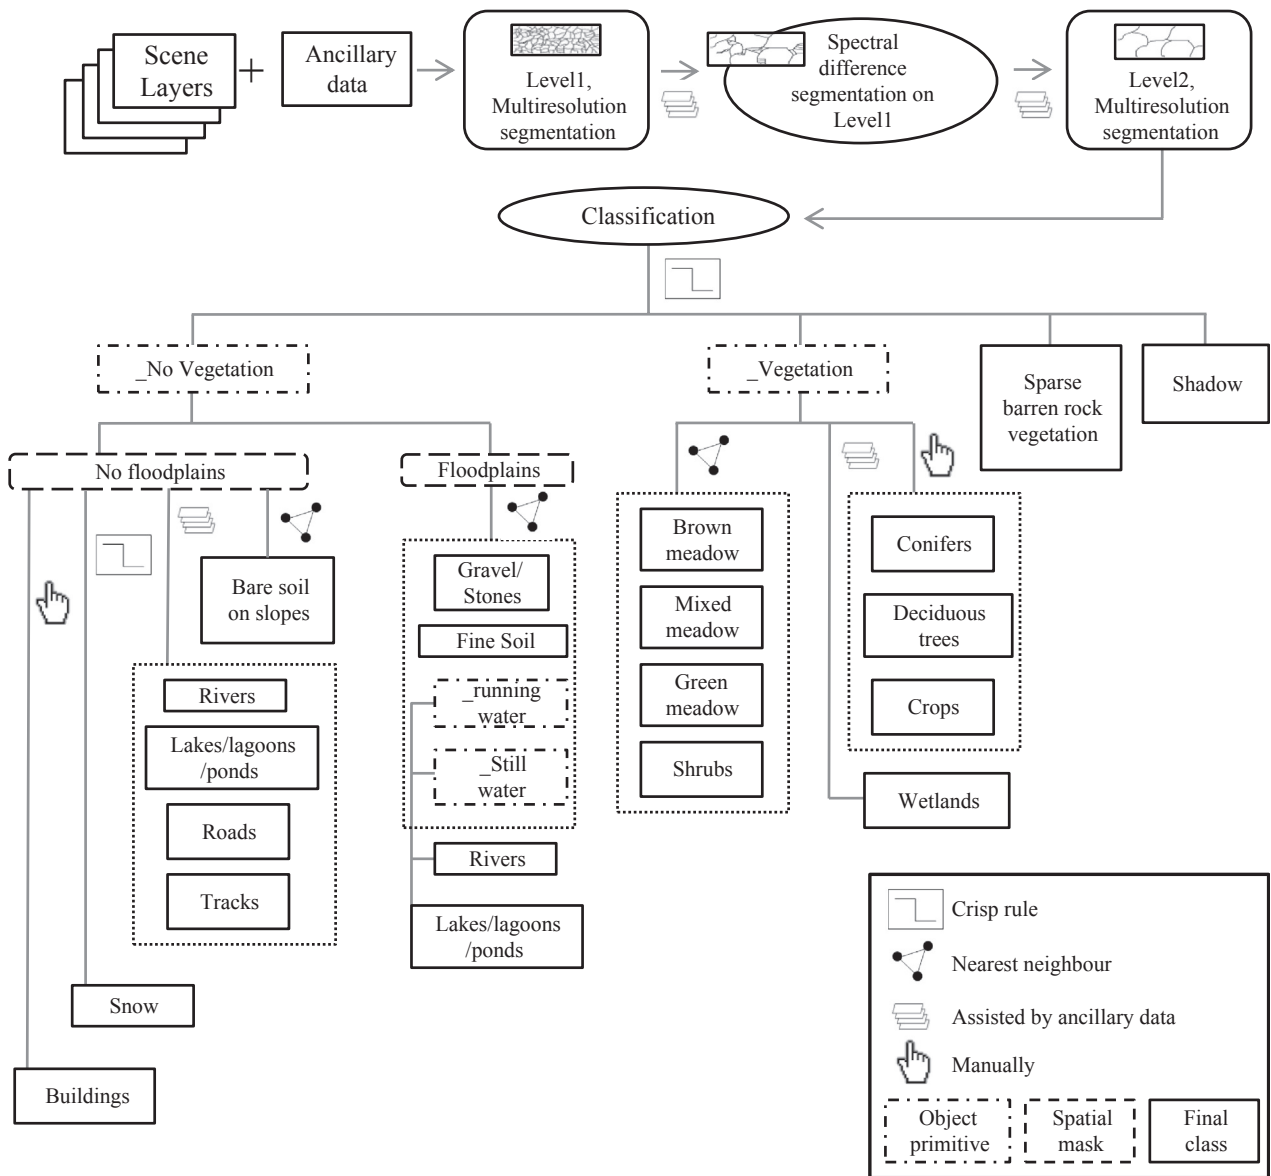 Scene
Layers
+
Ancillary
data
Level1,
Multiresolution
segmentation
Spectral
difference
segmentation on
Level1
Level2,
Multiresolution
segmentation
Classification
_No Vegetation
_Vegetation
Sparse
barren rock
vegetation
Shadow
No floodplains
Floodplains
Bare soil
on slopes
Rivers
Lakes/lagoons
/ponds
Roads
Tracks
Snow
Buildings
Gravel/
Stones
Fine Soil
_running
water
_Still
water
Rivers
Lakes/lagoons
/ponds
Brown
meadow
Mixed
meadow
Green
meadow
Shrubs
Conifers
Deciduous
trees
Crops
Wetlands
Crisp rule
Nearest neighbour
Assisted by ancillary data
Manually
Object
primitive
Spatial
mask
Final
class